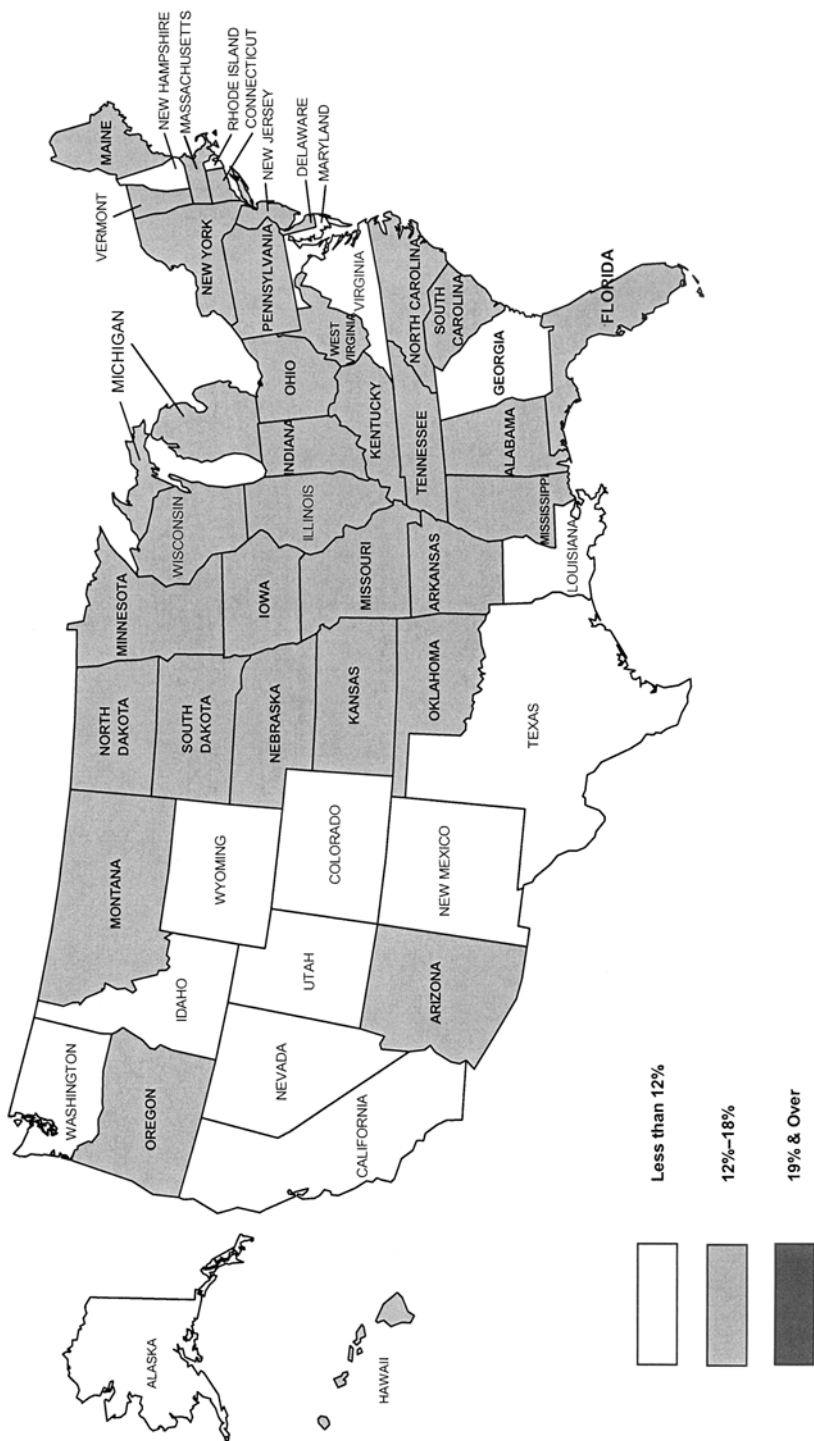 ALASKA
HAWAII
WASHINGTON
OREGON
CALIFORNIA
NEVADA
IDAHO
MONTANA
WYOMING
UTAH
COLORADO
ARIZONA
NEW MEXICO
NORTH
DAKOTA
SOUTH
DAKOTA
NEBRASKA
KANSAS
OKLAHOMA
TEXAS
MINNESOTA
IOWA
MISSOURI
ARKANSAS
LOUISIANA
WISCONSIN
ILLINOIS
MICHIGAN
INDIANA
OHIO
KENTUCKY
TENNESSEE
MISSISSIPPI
ALABAMA
GEORGIA
FLORIDA
SOUTH
CAROLINA
NORTH CAROLINA
VIRGINIA
WEST
VIRGINIA
PENNSYLVANIA
NEW YORK
VERMONT
MAINE
NEW HAMPSHIRE
MASSACHUSETTS
RHODE ISLAND
CONNECTICUT
NEW JERSEY
DELAWARE
MARYLAND
Less than 12%
12%–18%
19% & Over